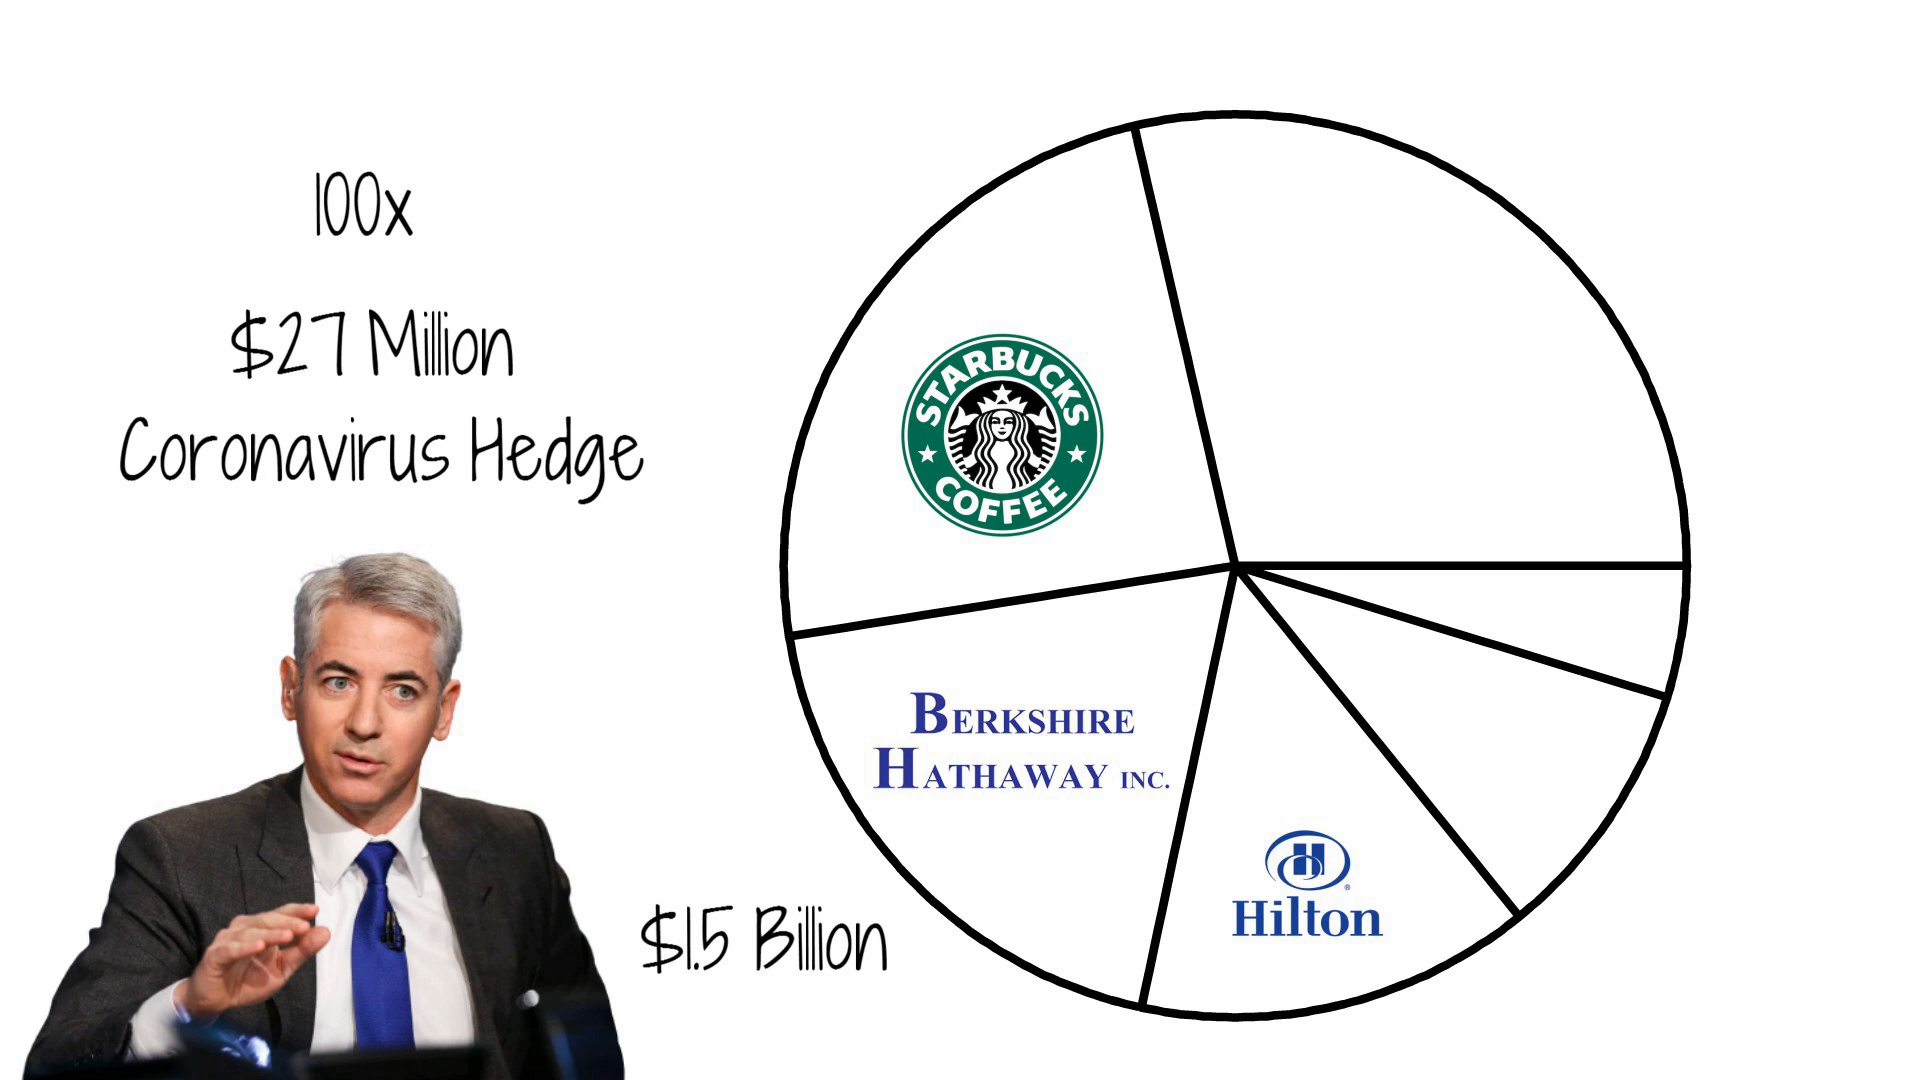 100x
$27 Million
Coronavirus Hedge
STARBUCKS
COFFEE
BERKSHIRE
HATHAWAY INC.
Hilton
$1.5 Billion